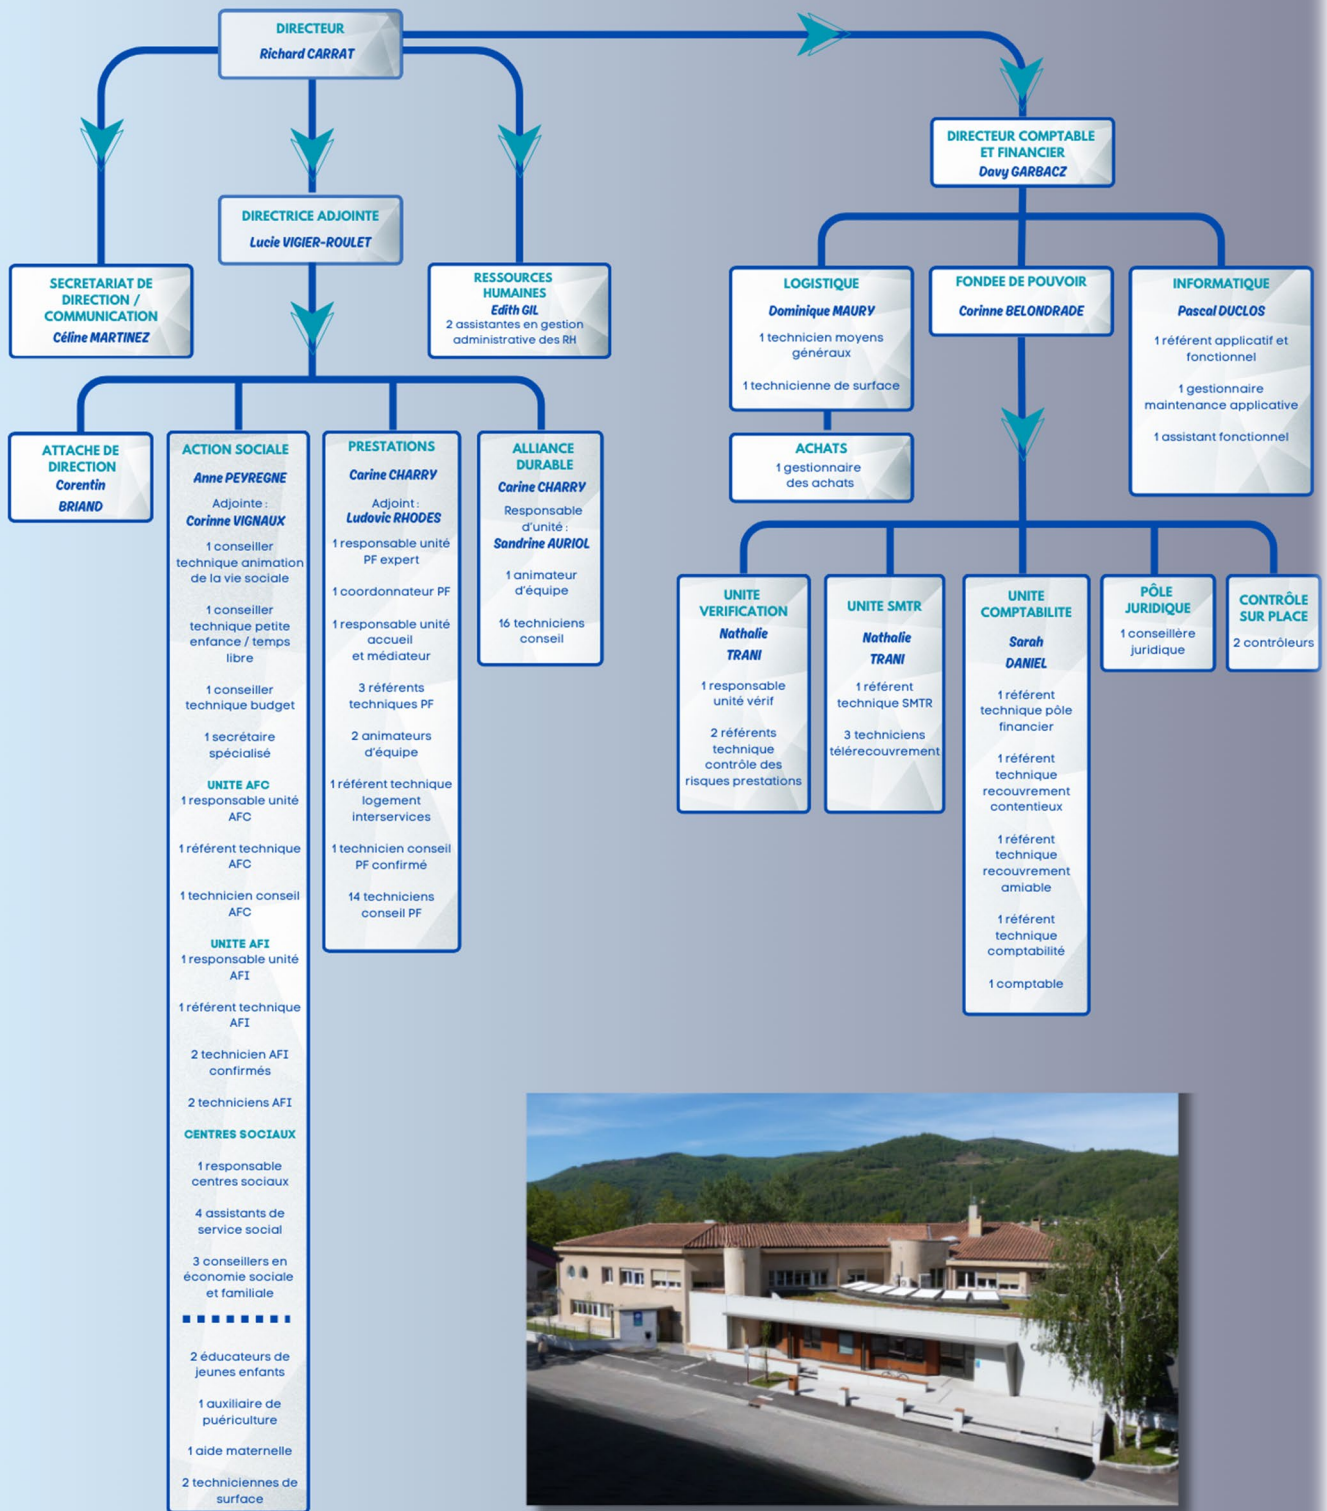 DIRECTEUR
Richard CARRAT
DIRECTEUR COMPTABLE
ET FINANCIER
Davy GARBACZ
DIRECTRICE ADJOINTE
Lucie VIGIER-ROULET
SECRETARIAT DE
DIRECTION /
COMMUNICATION
Céline MARTINEZ
RESSOURCES
HUMAINES
Edith GIL
2 assistantes en gestion
administrative des RH
LOGISTIQUE
Dominique MAURY
1 technicien moyens
généraux
1 technicienne de surface
FONDEE DE POUVOIR
Corinne BELONDRADE
INFORMATIQUE
Pascal DUCLOS
1 référent applicatif et
fonctionnel
1 gestionnaire
maintenance applicative
1 assistant fonctionnel
ACHATS
1 gestionnaire
des achats
ATTACHE DE
DIRECTION
Corentin
BRIAND
ACTION SOCIALE
Anne PEYREGNE
Adjointe :
Corinne VIGNAUX
1 conseiller
technique animation
de la vie sociale
1 conseiller
technique petite
enfance / temps
libre
1 conseiller
technique budget
1 secrétaire
spécialisé
UNITE AFC
1 responsable unité
AFC
1 référent technique
AFC
1 technicien conseil
AFC
UNITE AFI
1 responsable unité
AFI
1 référent technique
AFI
2 technicien AFI
confirmés
2 techniciens AFI
CENTRES SOCIAUX
1 responsable
centres sociaux
4 assistants de
service social
3 conseillers en
économie sociale
et familiale
2 éducateurs de
jeunes enfants
1 auxiliaire de
puériculture
1 aide maternelle
2 techniciennes de
surface
PRESTATIONS
Carine CHARRY
Adjoint :
Ludovic RHODES
1 responsable unité
PF expert
1 coordonnateur PF
1 responsable unité
accueil
et médiateur
3 référents
techniques PF
2 animateurs
d'équipe
1 référent technique
logement
interservices
1 technicien conseil
PF confirmé
14 techniciens
conseil PF
ALLIANCE
DURABLE
Carine CHARRY
Responsable
d'unité :
Sandrine AURIOL
1 animateur
d'équipe
16 techniciens
conseil
UNITE
VERIFICATION
Nathalie
TRANI
1 responsable
unité vérif
2 référents
technique
contrôle des
risques prestations
UNITE SMTR
Nathalie
TRANI
1 référent
technique SMTR
3 techniciens
télérecouvrement
UNITE
COMPTABILITE
Sarah
DANIEL
1 référent
technique pôle
financier
1 référent
technique
recouvrement
contentieux
1 référent
technique
recouvrement
amiable
1 référent
technique
comptabilité
1 comptable
PÔLE
JURIDIQUE
1 conseillère
juridique
CONTRÔLE
SUR PLACE
2 contrôleurs